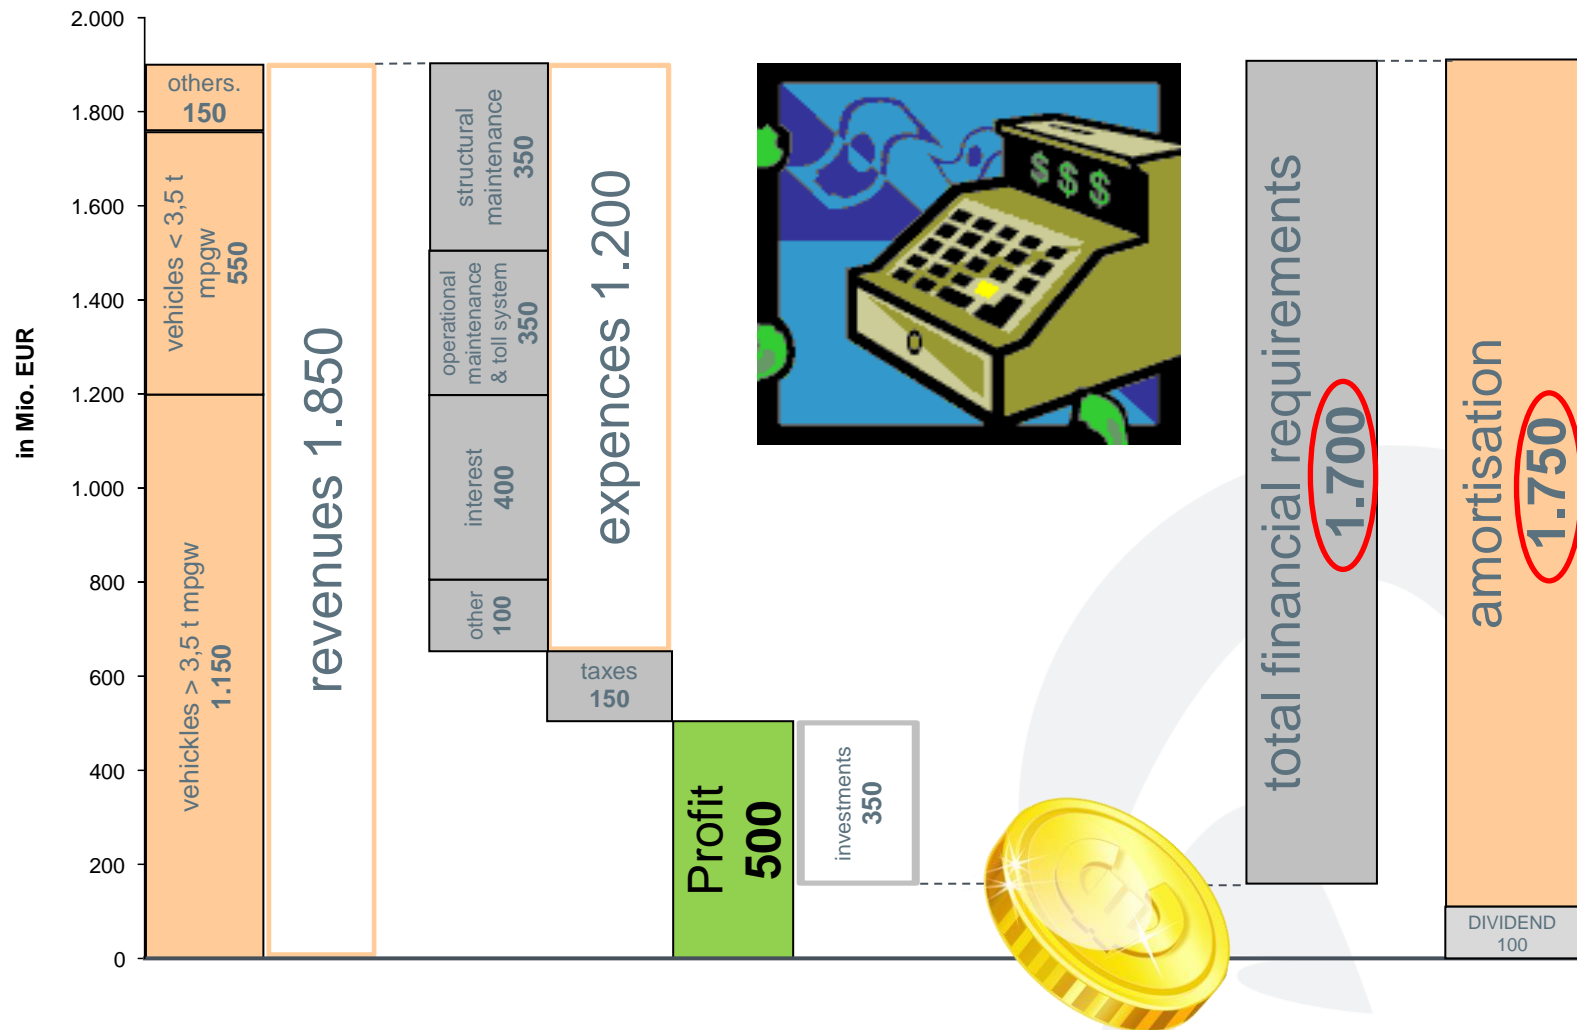 in Mio. EUR
2.000
1.800
1.600
1.400
1.200
1.000
800
600
400
200
0
others.
150
vehicles < 3,5 t
mpgw
550
vehickles > 3,5 t mpgw
1.150
revenues 1.850
structural
maintenance
350
operational
maintenance
& toll system
350
interest
400
other
100
expences 1.200
taxes
150
Profit
500
investments
350
$ $ $
total financial requirements
1.700
amortisation
1.750
DIVIDEND
100